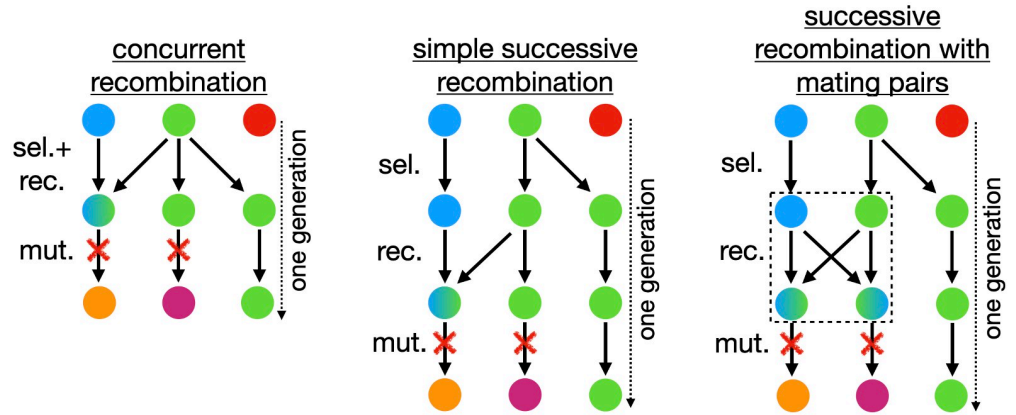 concurrent
recombination
sel.+
rec.
mut.
one generation
simple successive
recombination
sel.
rec.
mut.
one generation
successive
recombination with
mating pairs
sel.
rec.
mut.
one generation